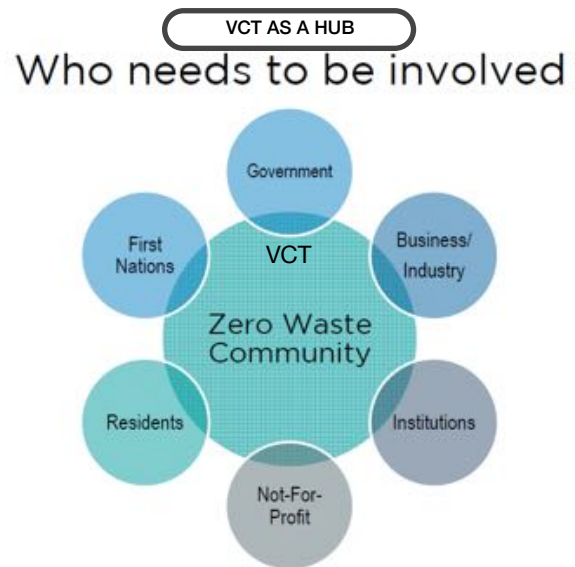 VCT AS A HUB
Who needs to be involved
Government
First
Nations
VCT
Business/
Industry
Zero Waste
Community
Residents
Institutions
Not-For-
Profit